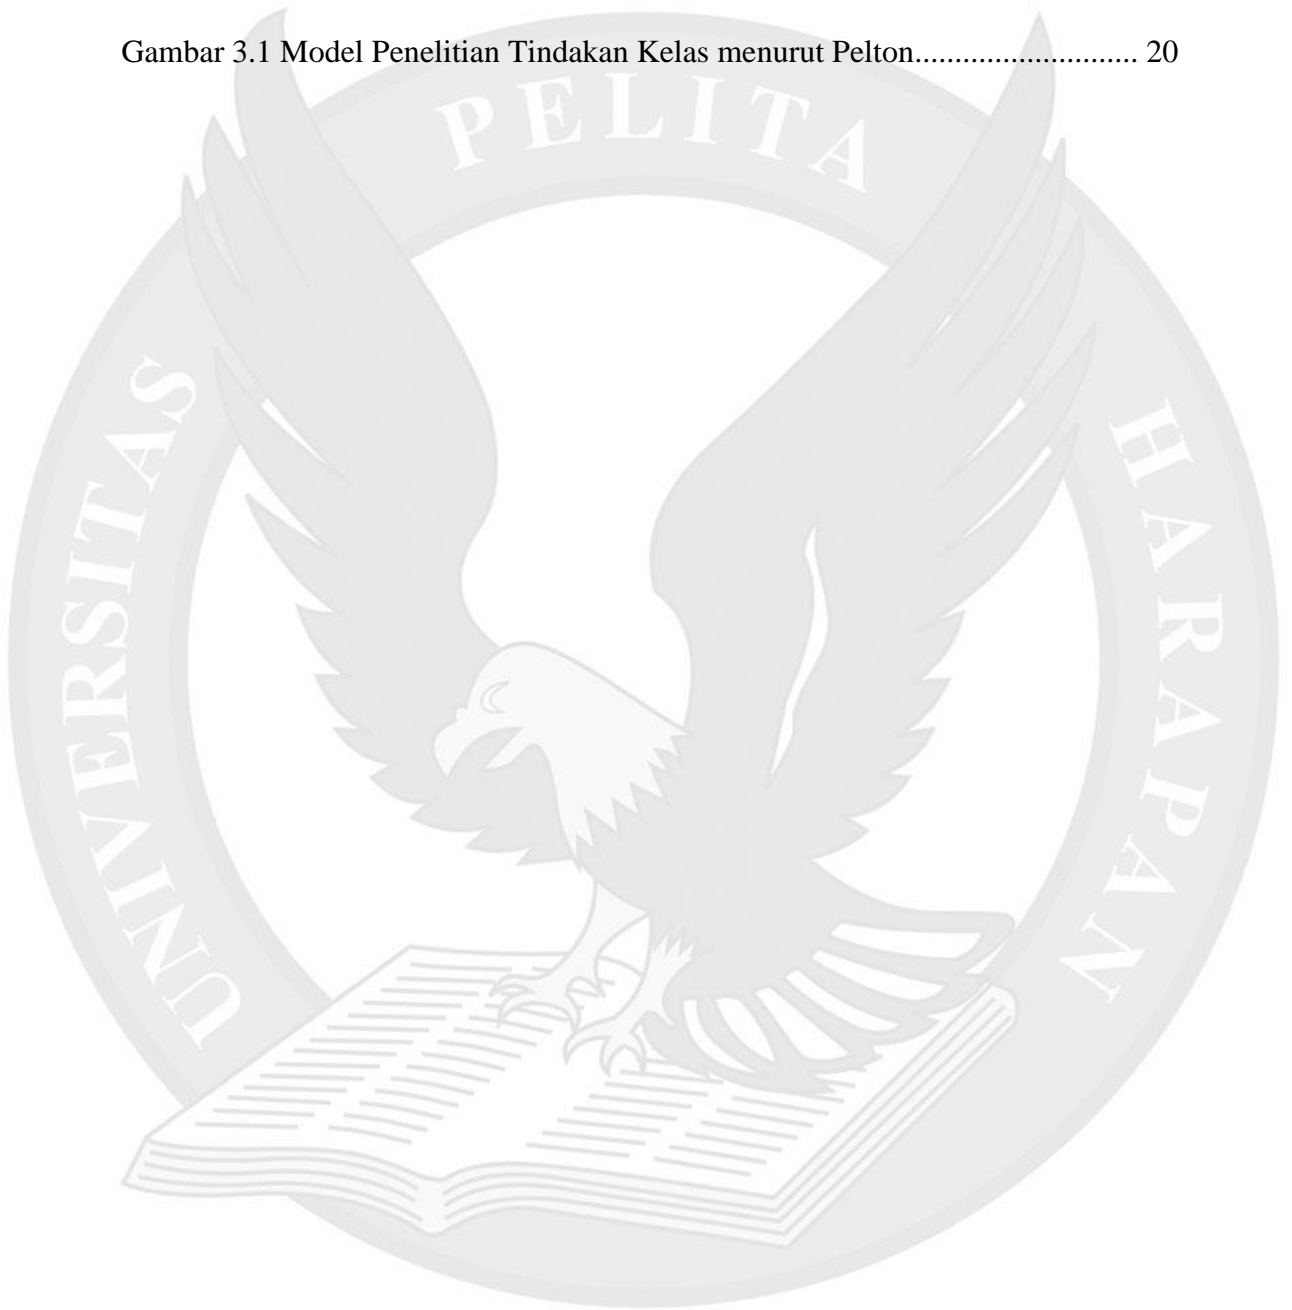 Gambar 3.1 Model Penelitian Tindakan Kelas menurut Pelton............................ 20
UNIVERSITAS
PELITA
HARAPAN